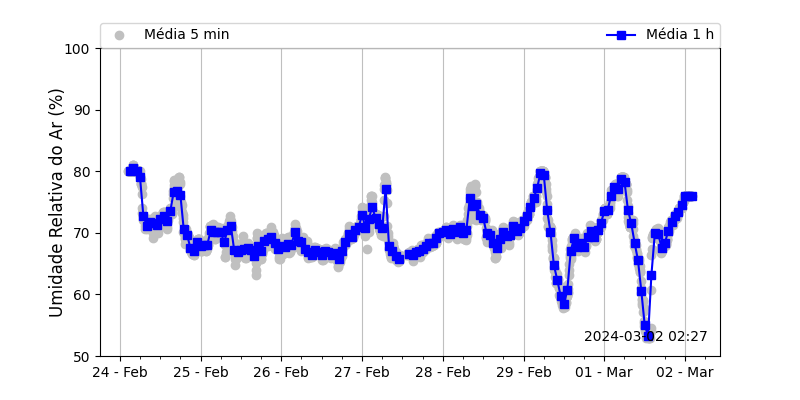 Média 5 min
Média 1 h
Umidade Relativa do Ar (%)
100
90
80
70
60
50
2024-03-02 02:27
24 - Feb
25 - Feb
26 - Feb
27 - Feb
28 - Feb
29 - Feb
01 - Mar
02 - Mar